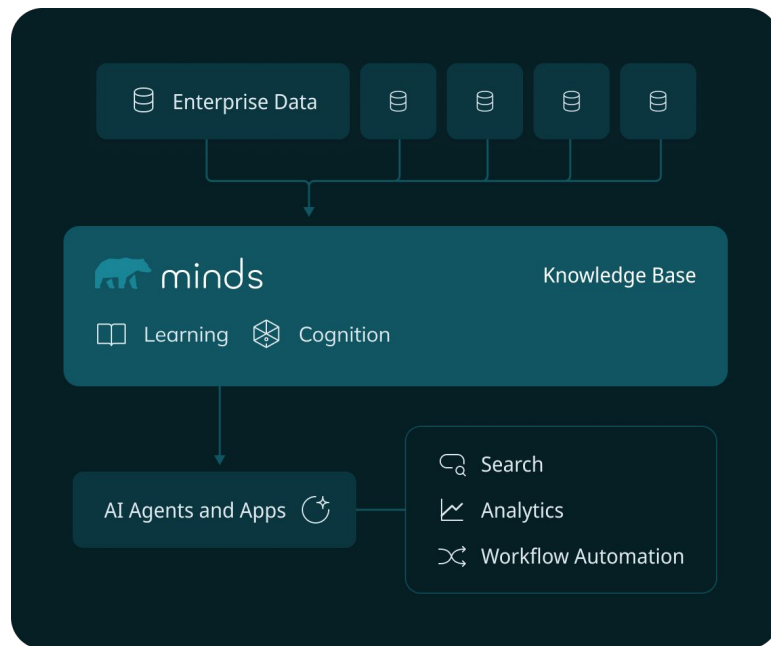 Enterprise Data
minds
Knowledge Base
Learning
Cognition
AI Agents and Apps
Search
Analytics
Workflow Automation